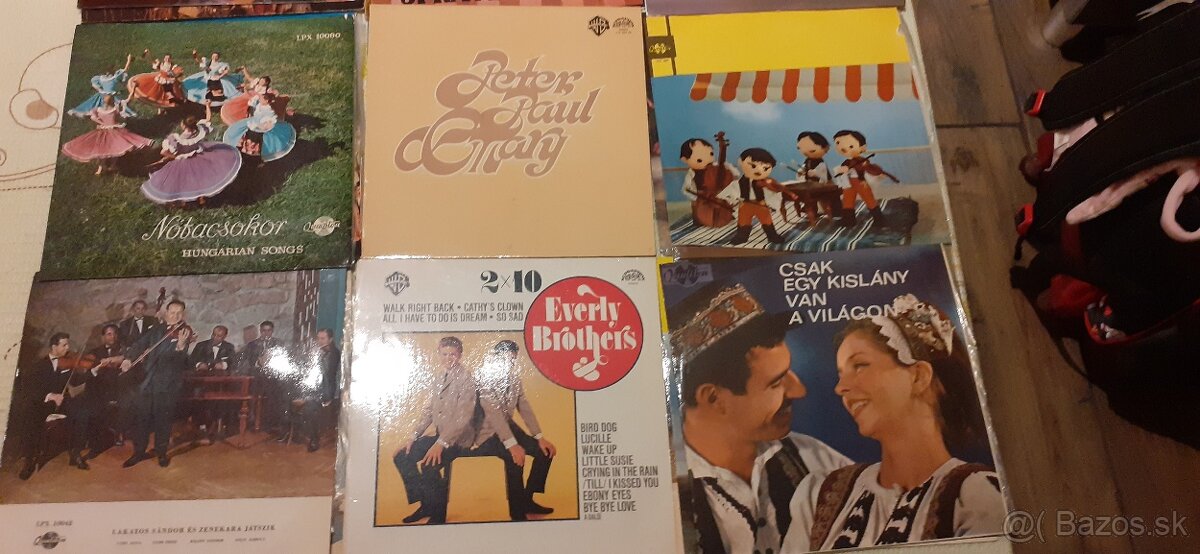 LPX 10090
Nótacsokor
Qualiton
HUNGARIAN SONGS
Peter
Paul
& Mary
LPX 10042
LAKATOS SÁNDOR ÉS ZENEKARA JÁTSZIK
2×10
WALK RIGHT BACK • CATHY'S CLOWN
ALL I HAVE TO DO IS DREAM • SO SAD
Everly
Brothers
BIRD DOG
LUCILLE
WAKE UP
LITTLE SUSIE
CRYING IN THE RAIN
/TILL/ I KISSED YOU
EBONY EYES
BYE BYE LOVE
A DALŠÍ
CSAK
EGY KISLÁNY
VAN
A VILÁGON
@( Bazos.sk